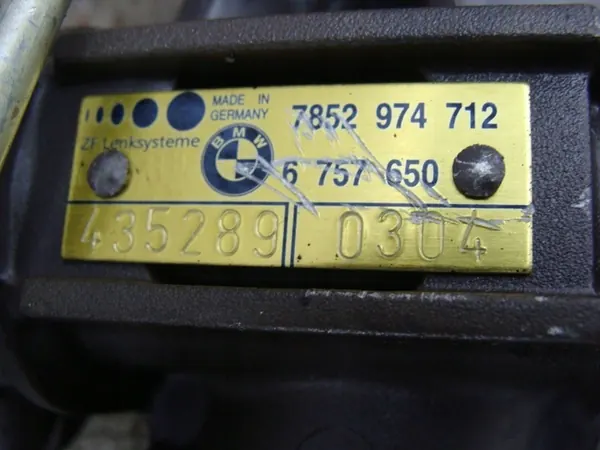 MADE IN
GERMANY
7852 974 712
ZF Lenksysteme
BMW
6 757 650
435289
0304